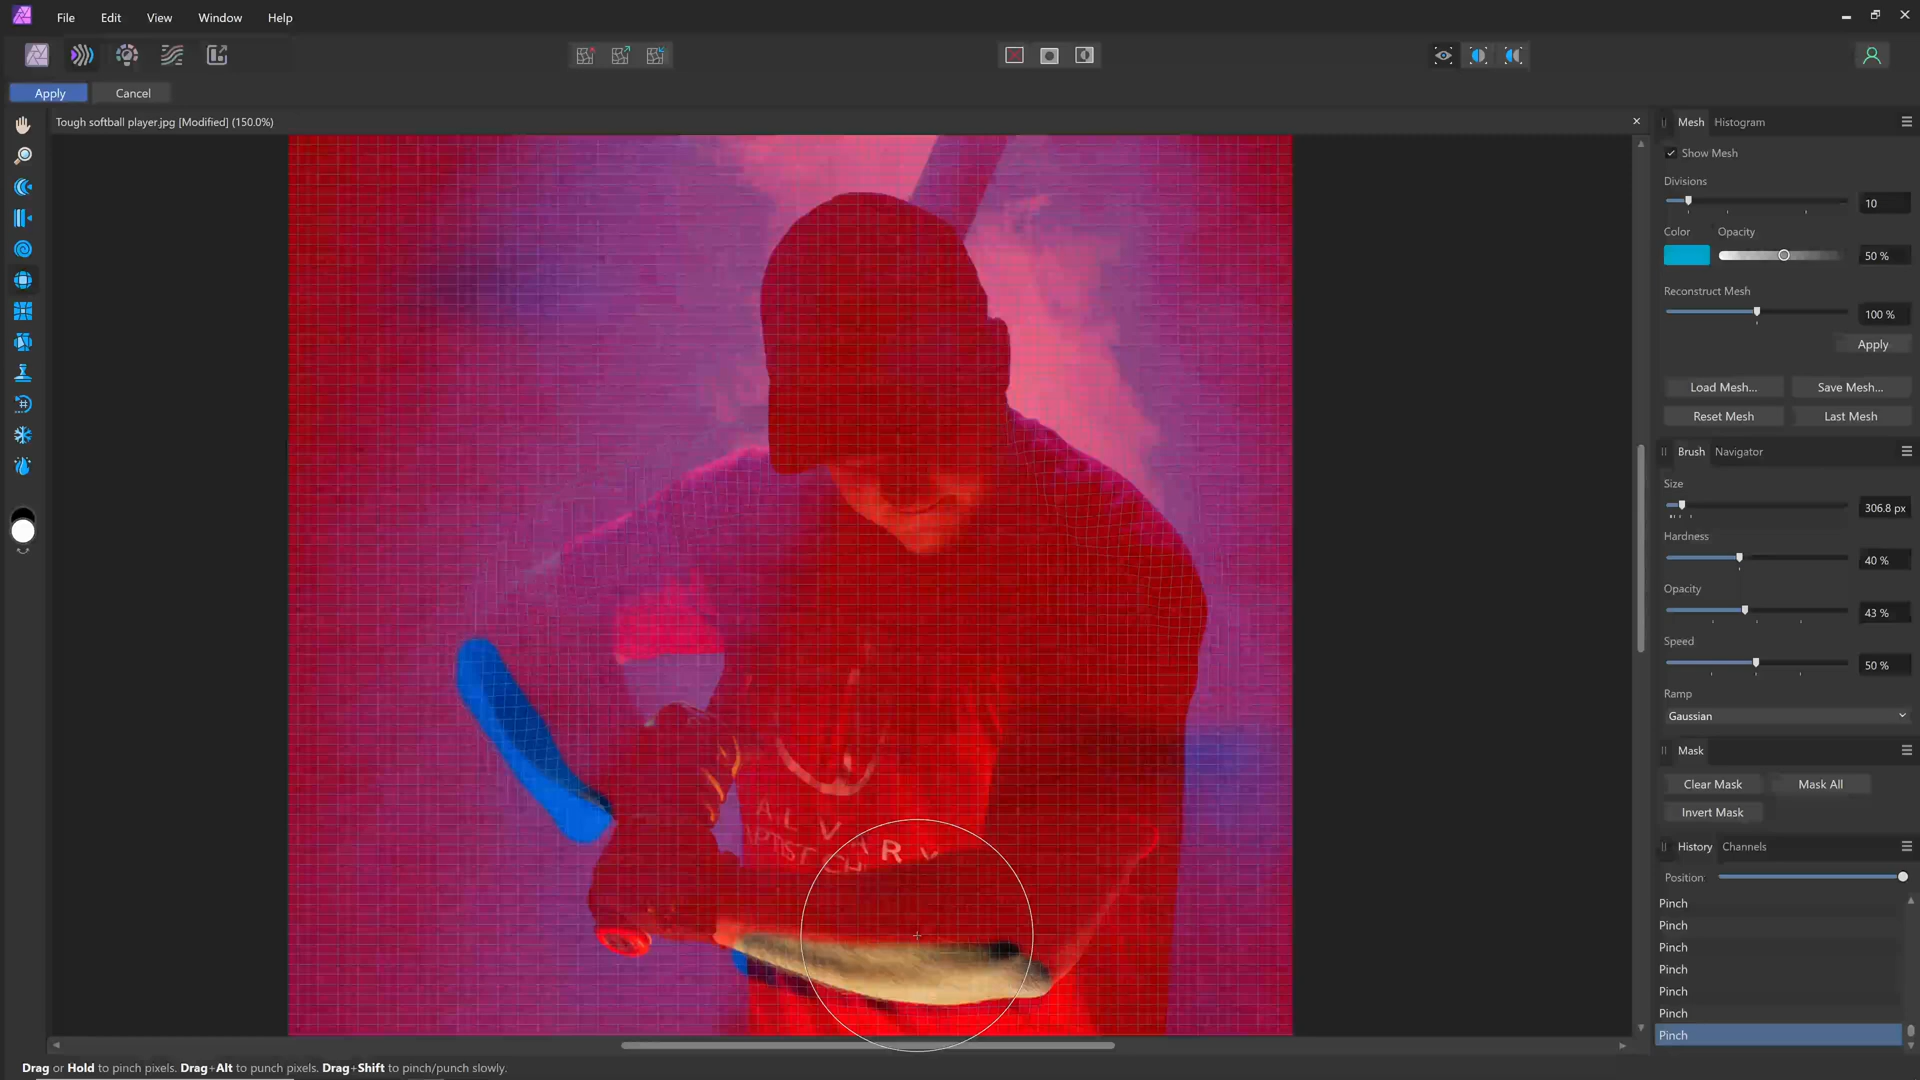 File Edit View Window Help
Apply Cancel
Tough softball player.jpg [Modified] (150.0%)
Mesh Histogram
Show Mesh
Divisions
10
Color Opacity
50 %
Reconstruct Mesh
100 %
Apply
Load Mesh... Save Mesh...
Reset Mesh Last Mesh
Brush Navigator
Size
306.8 px
Hardness
40 %
Opacity
43 %
Speed
50 %
Ramp
Gaussian
Mask
Clear Mask Mask All
Invert Mask
History Channels
Position:
Pinch
Pinch
Pinch
Pinch
Pinch
Pinch
Pinch
Drag or Hold to pinch pixels. Drag+Alt to punch pixels. Drag+Shift to pinch/punch slowly.